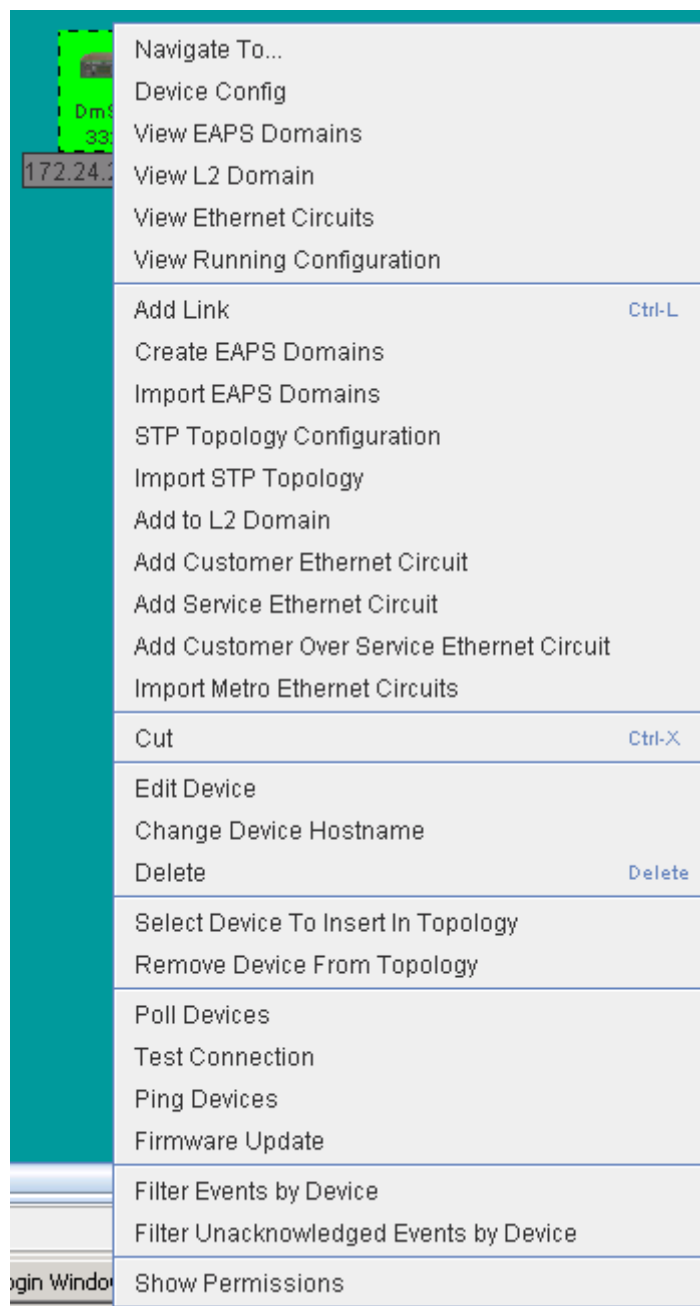 Navigate To...
Device Config
View EAPS Domains
View L2 Domain
View Ethernet Circuits
View Running Configuration
Add Link Ctrl-L
Create EAPS Domains
Import EAPS Domains
STP Topology Configuration
Import STP Topology
Add to L2 Domain
Add Customer Ethernet Circuit
Add Service Ethernet Circuit
Add Customer Over Service Ethernet Circuit
Import Metro Ethernet Circuits
Cut Ctrl-X
Edit Device
Change Device Hostname
Delete Delete
Select Device To Insert In Topology
Remove Device From Topology
Poll Devices
Test Connection
Ping Devices
Firmware Update
Filter Events by Device
Filter Unacknowledged Events by Device
Show Permissions